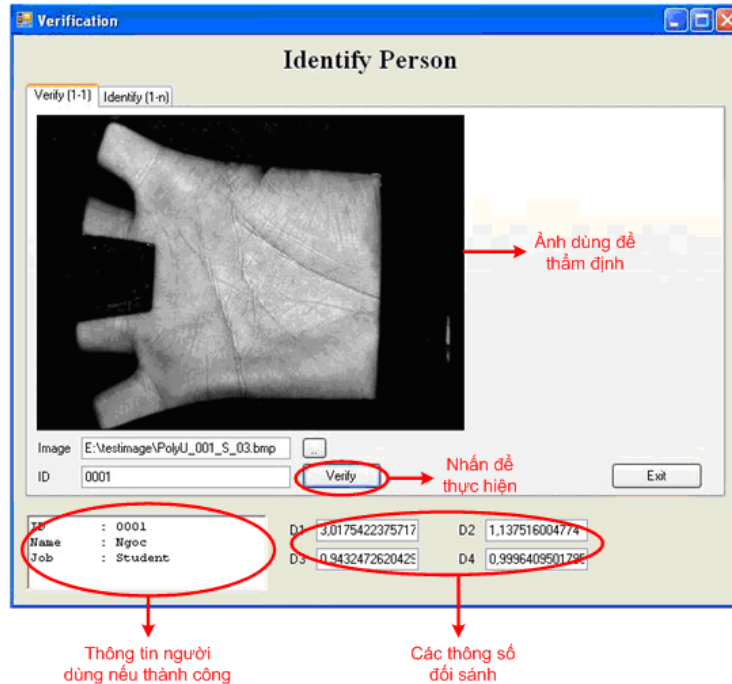 Verification
Identify Person
Verify (1-1) Identify (1-n)
Ảnh dùng để
thẩm định
Image E:\testimage\PolyU_001_S_03.bmp ..
ID 0001 Verify Exit
Nhấn để
thực hiện
ID : 0001
Name : Ngoc
Job : Student
D1 3,0175422375717 D2 1,137516004774
D3 0,9432472620429 D4 0,9996409501795
Thông tin người
dùng nếu thành công
Các thông số
đối sánh